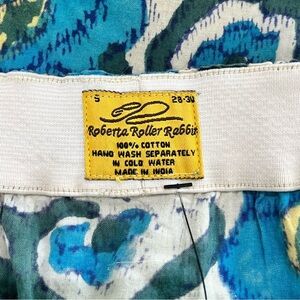 S 28-30
Roberta Roller Rabbit
100% COTTON
HAND WASH SEPARATELY
IN COLD WATER
MADE IN INDIA